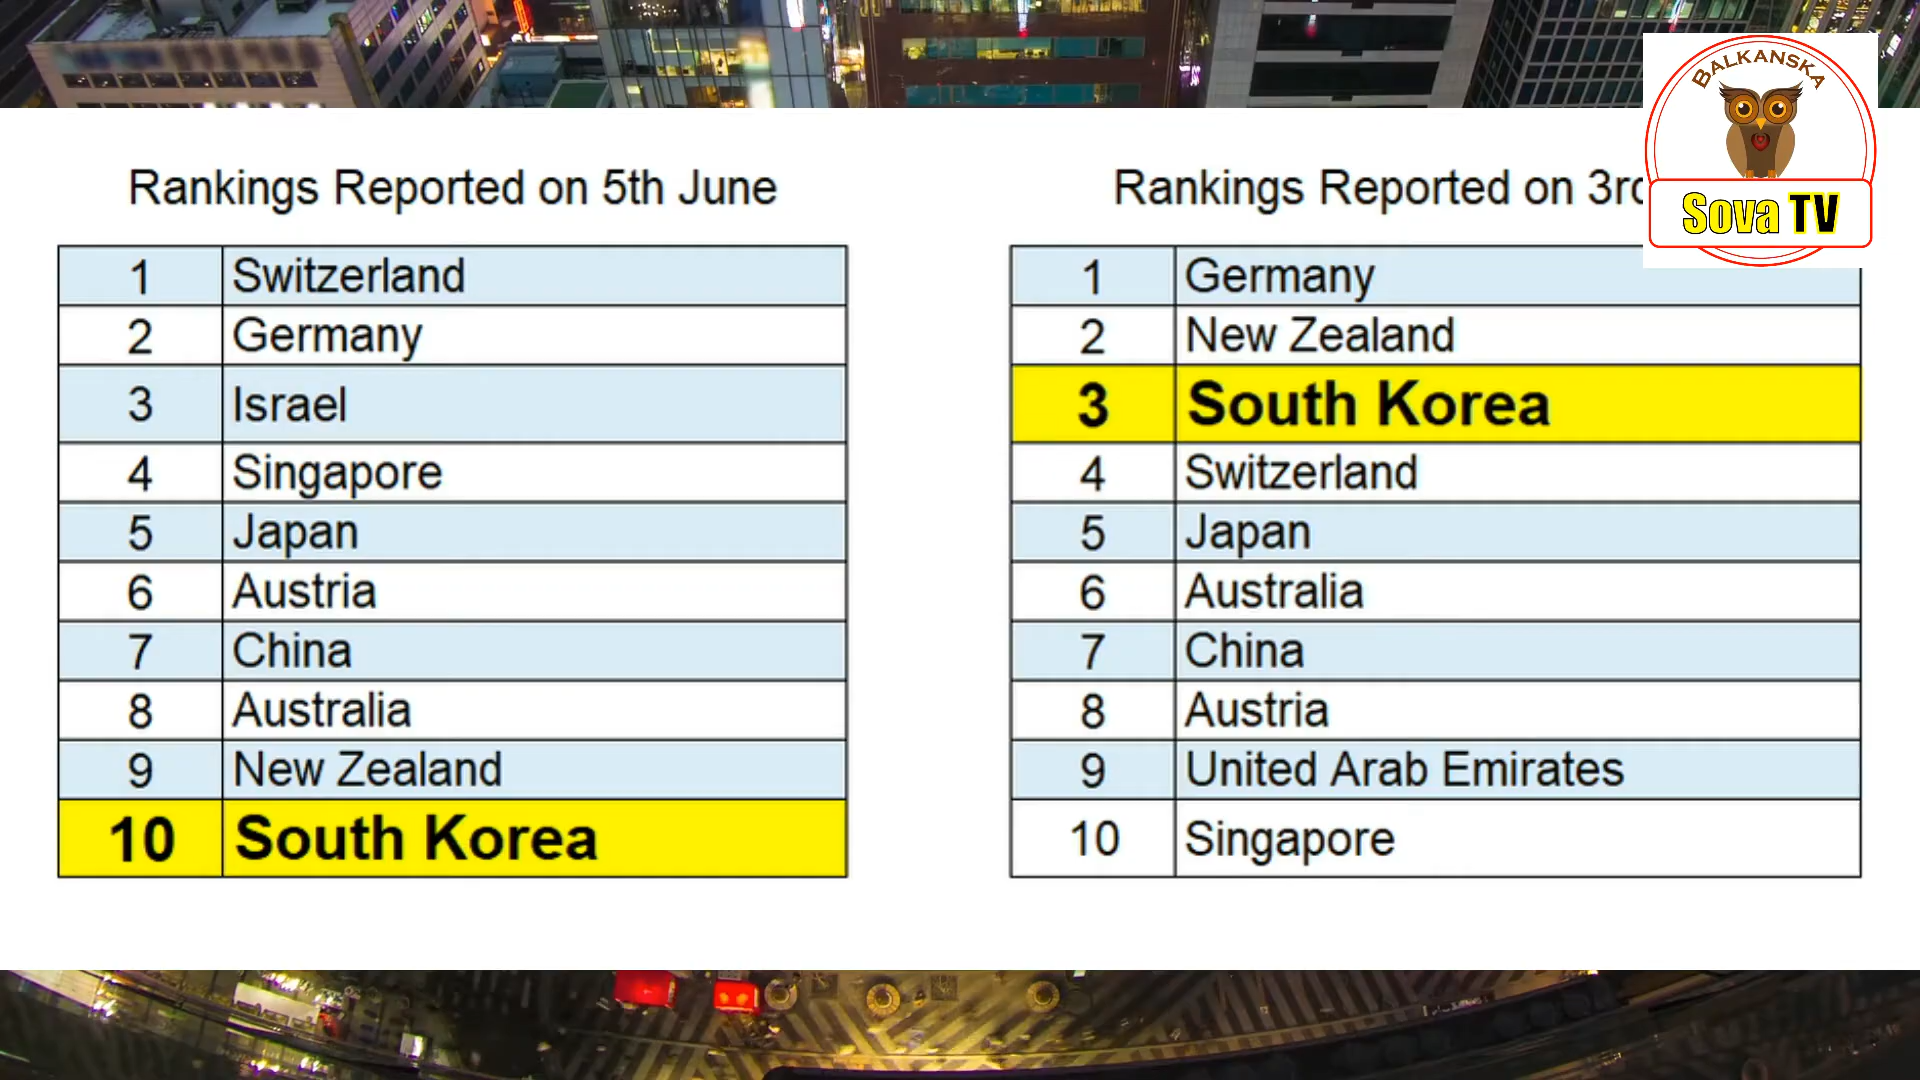 BALKANSKA
Sova TV
Rankings Reported on 5th June
1 Switzerland
2 Germany
3 Israel
4 Singapore
5 Japan
6 Austria
7 China
8 Australia
9 New Zealand
10 South Korea
Rankings Reported on 3rd
1 Germany
2 New Zealand
3 South Korea
4 Switzerland
5 Japan
6 Australia
7 China
8 Austria
9 United Arab Emirates
10 Singapore